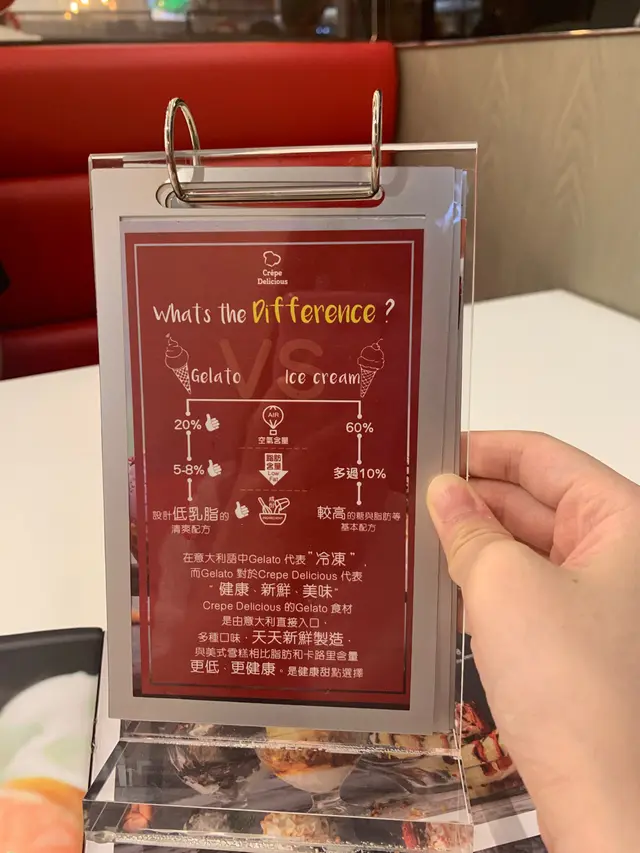 Crêpe
Delicious
Whats the Difference ?
VS
Gelato
Ice cream
20%
AIR
空氣含量
60%
5-8%
脂肪
含量
Low
Fat
多過10%
設計低乳脂的
清爽配方
較高的糖與脂肪等
基本配方
在意大利語中Gelato 代表"冷凍",
而Gelato 對於Crepe Delicious 代表
"健康、新鮮、美味"
Crepe Delicious 的Gelato 食材
是由意大利直接入口,
多種口味,天天新鮮製造,
與美式雪糕相比脂肪和卡路里含量
更低、更健康。是健康甜點選擇